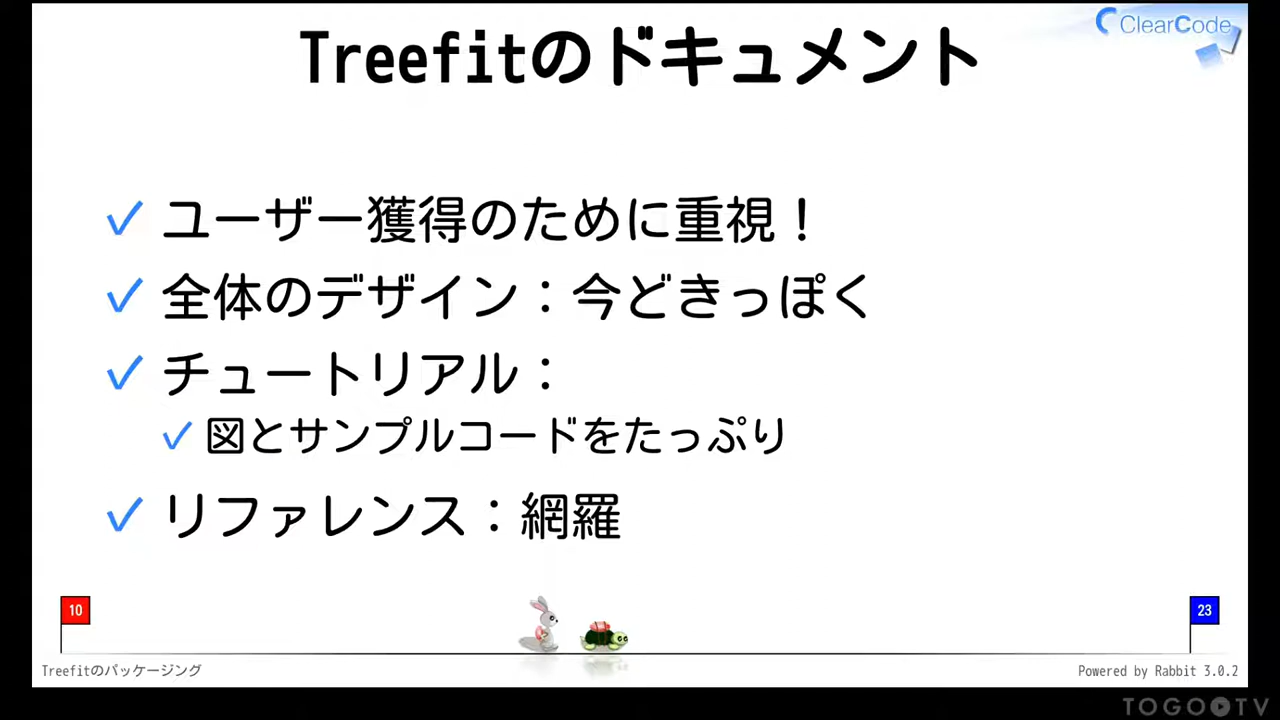 Treefitのドキュメント
ClearCode
✓ ユーザー獲得のために重視！
✓ 全体のデザイン：今どきっぽく
✓ チュートリアル：
✓ 図とサンプルコードをたっぷり
✓ リファレンス：網羅
10
23
Treefitのパッケージング
Powered by Rabbit 3.0.2
TOGO TV